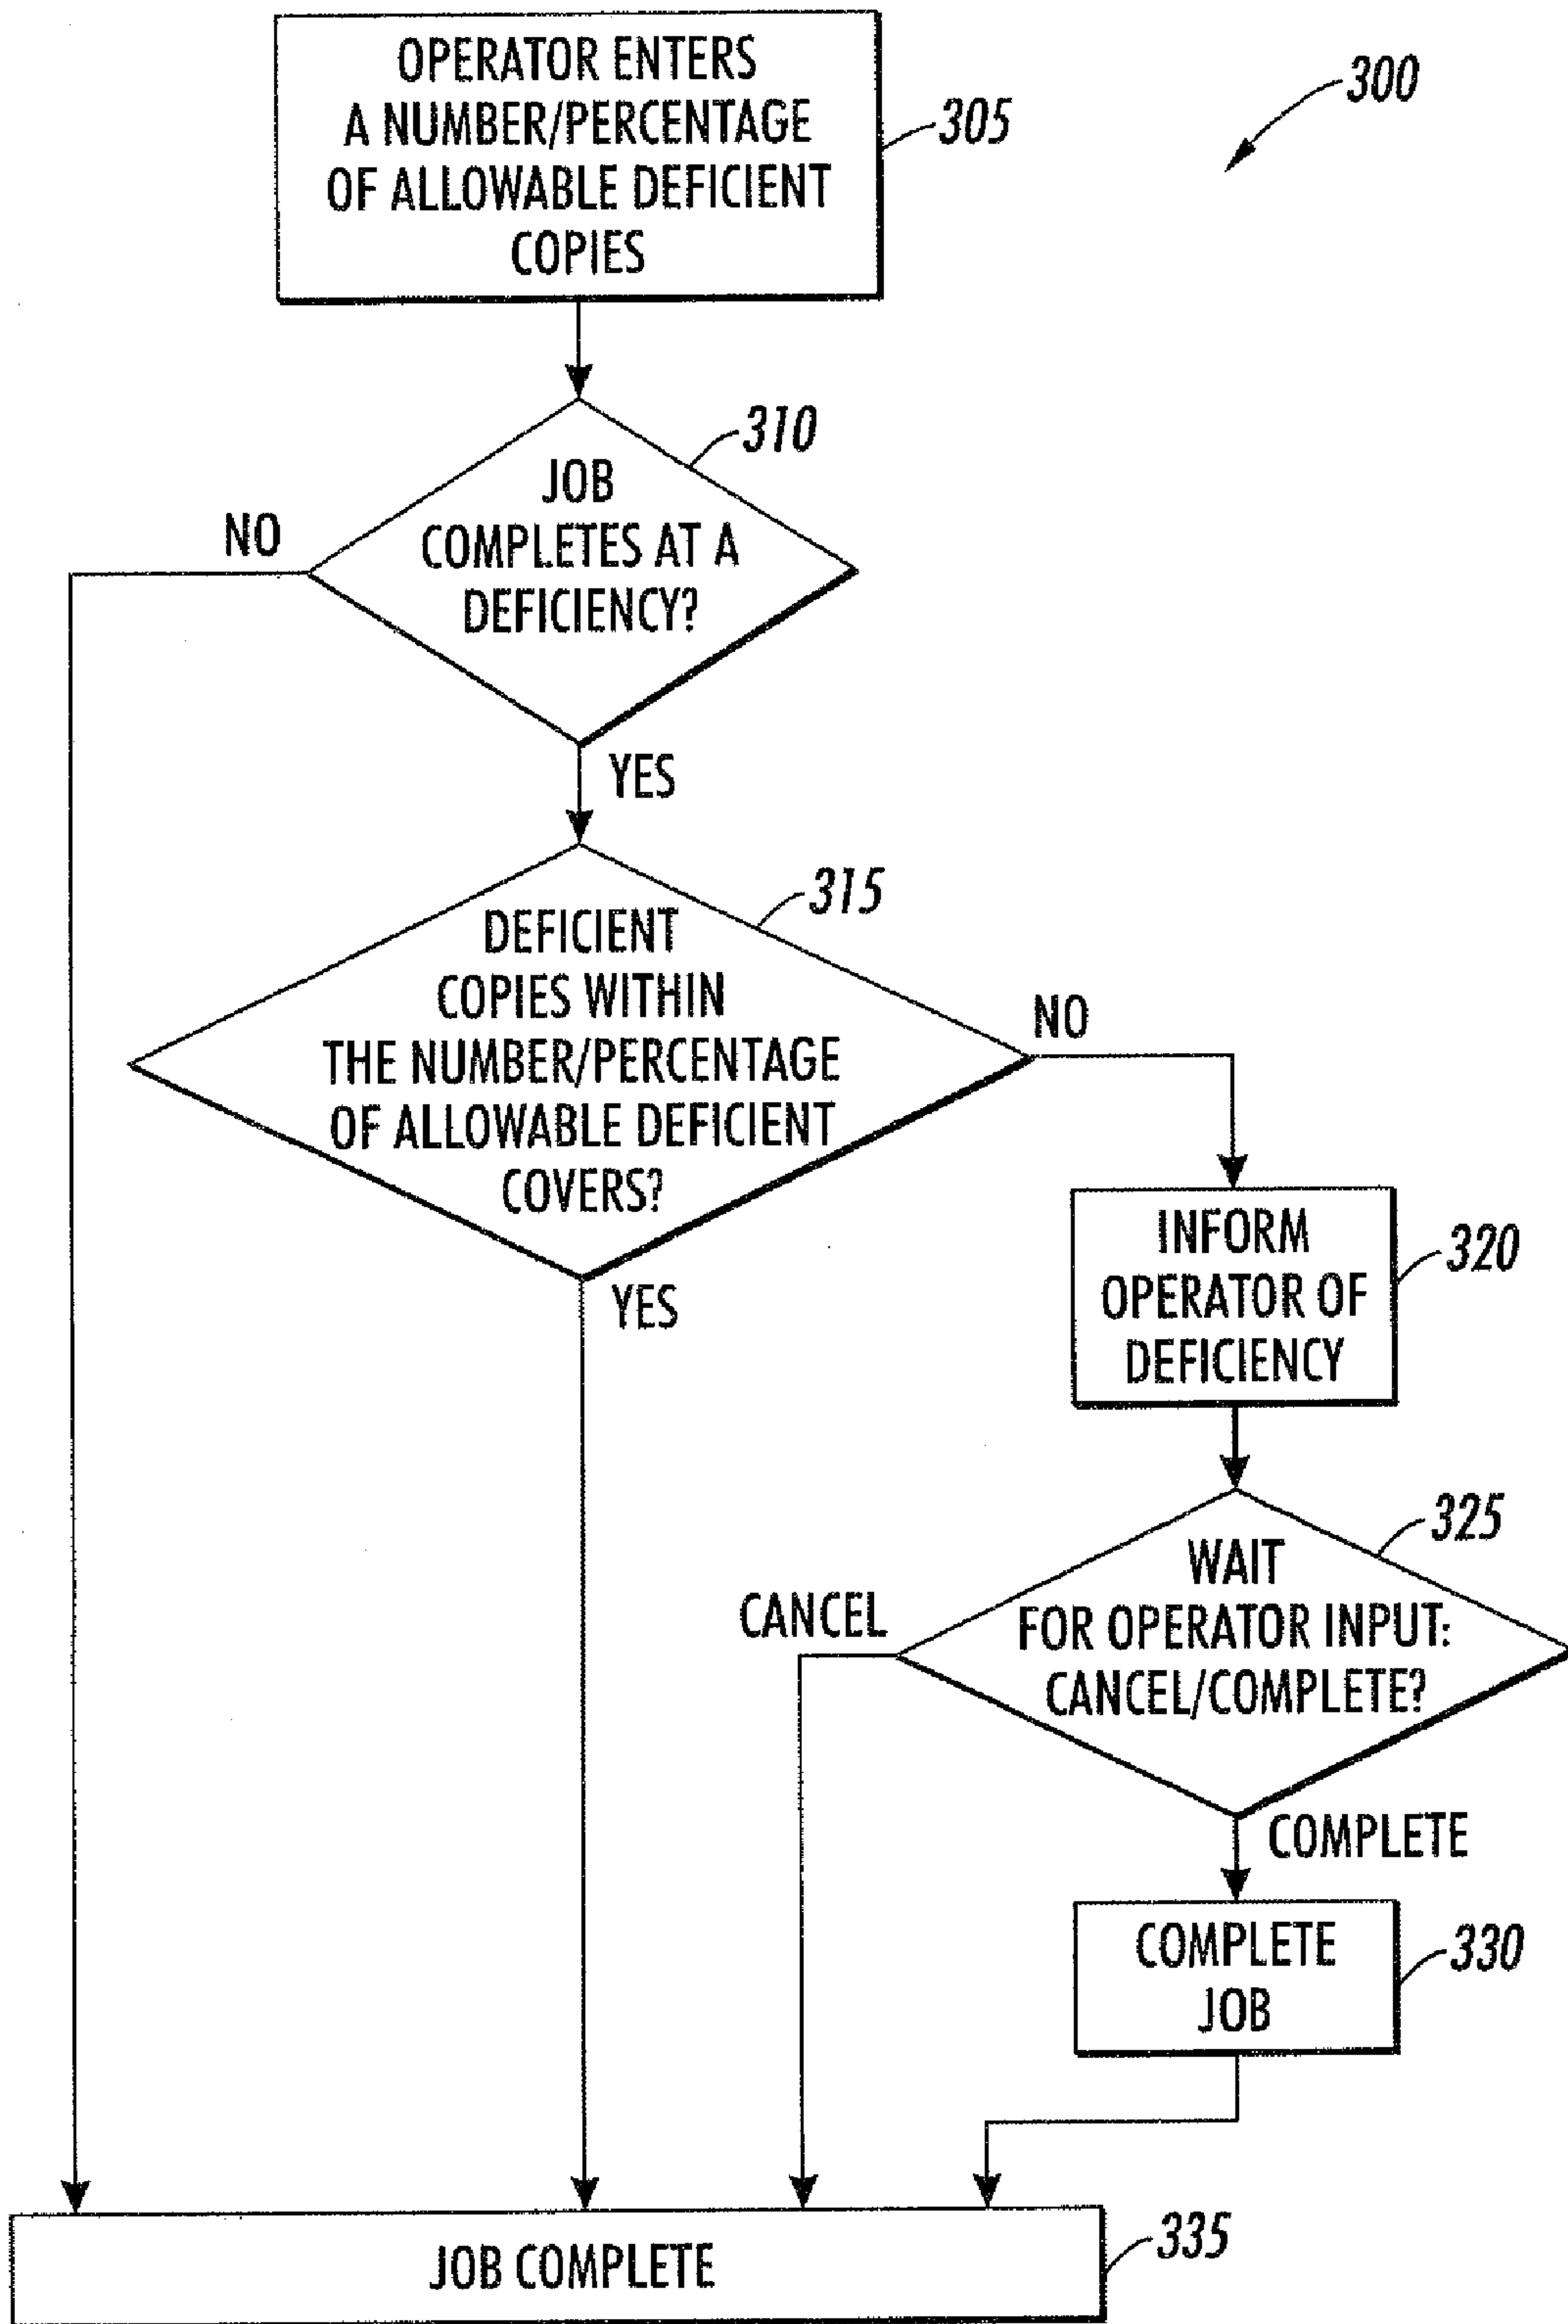 OPERATOR ENTERS
A NUMBER/PERCENTAGE
OF ALLOWABLE DEFICIENT
COPIES
305
300
310
JOB
COMPLETES AT A
DEFICIENCY?
NO
YES
315
DEFICIENT
COPIES WITHIN
THE NUMBER/PERCENTAGE
OF ALLOWABLE DEFICIENT
COVERS?
NO
YES
INFORM
OPERATOR OF
DEFICIENCY
320
325
WAIT
FOR OPERATOR INPUT:
CANCEL/COMPLETE?
CANCEL
COMPLETE
COMPLETE
JOB
330
JOB COMPLETE
335